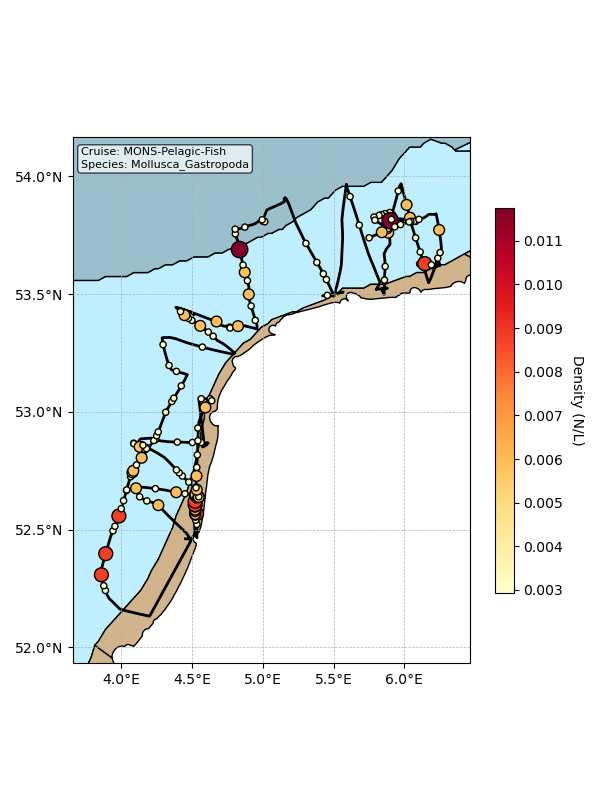 Cruise: MONS-Pelagic-Fish
Species: Mollusca_Gastropoda
54.0°N
53.5°N
53.0°N
52.5°N
52.0°N
4.0°E
4.5°E
5.0°E
5.5°E
6.0°E
0.011
0.010
0.009
0.008
0.007
0.006
0.005
0.004
0.003
Density (N/L)